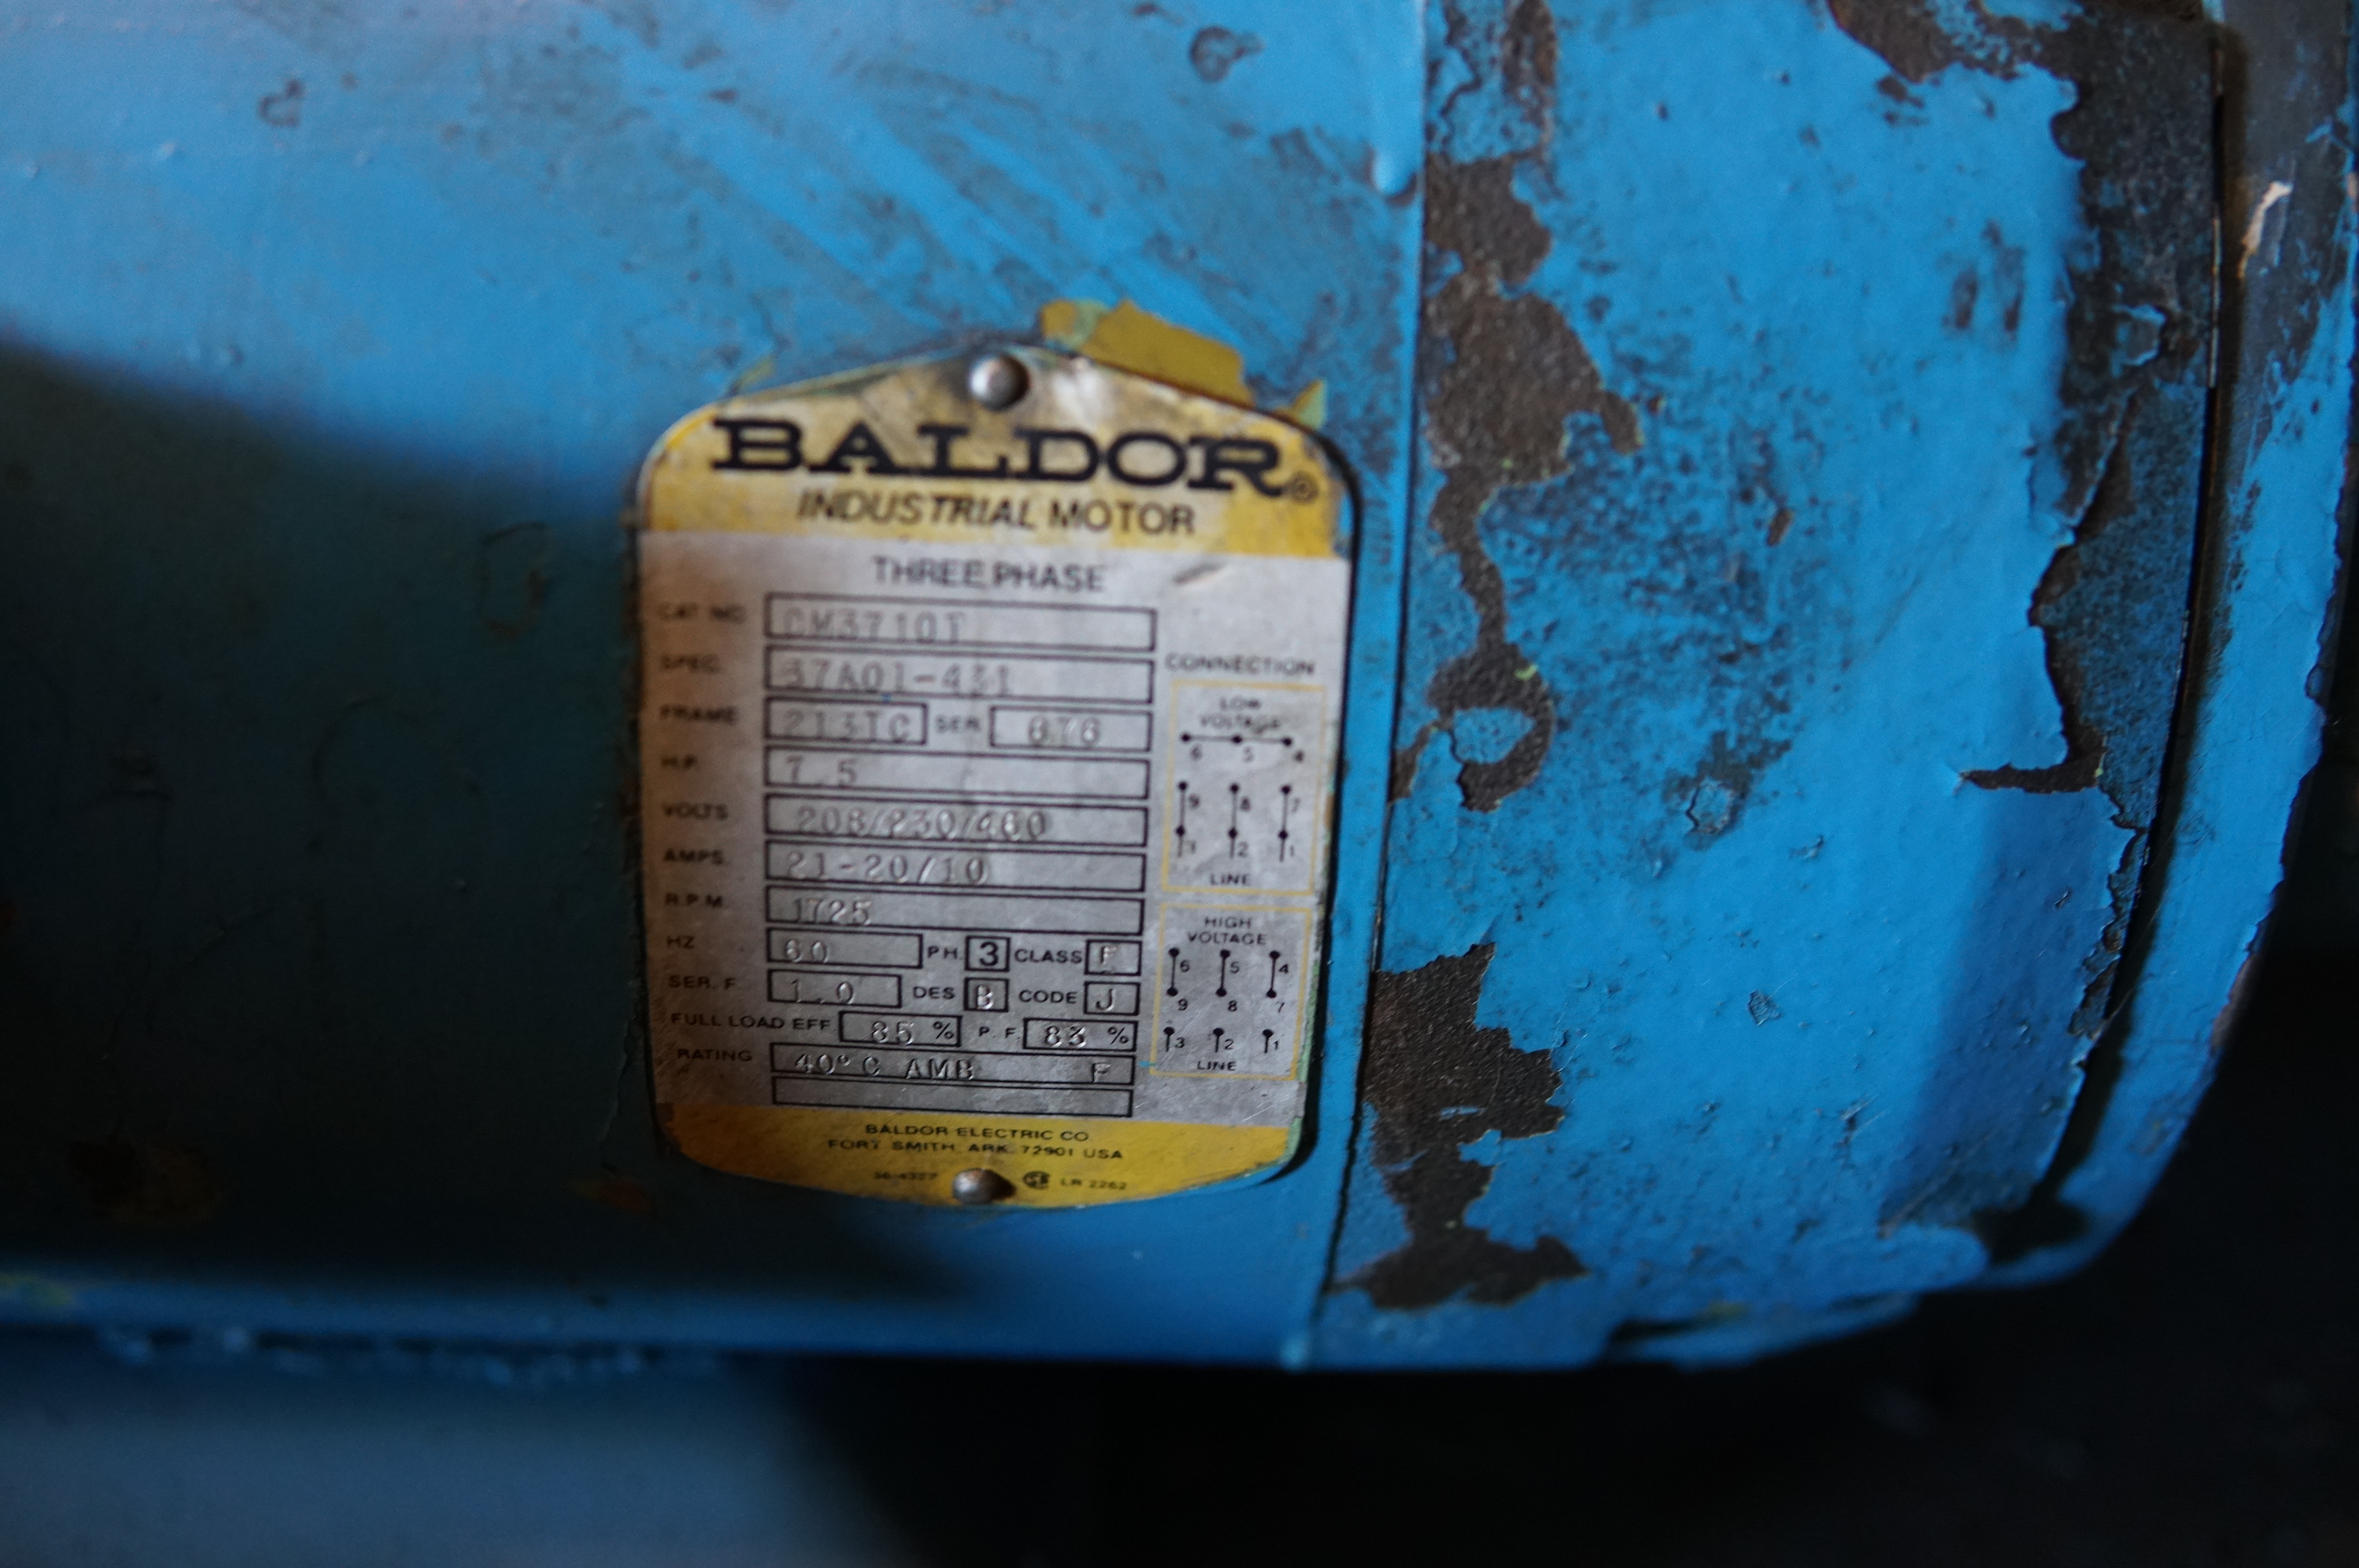 BALDOR®
INDUSTRIAL MOTOR
THREE PHASE
CAT NO CM3710T
SPEC. 37A01-431
FRAME 213TC SER.
H.P. 7.5
VOLTS 208/230/460
AMPS. 21-20/10
R.P.M. 1725
HZ 60 PH. 3 CLASS F
SER. F. 1.0 DES B CODE J
FULL LOAD EFF 85 % P. F. 83 %
RATING 40°C AMB F
CONNECTION
LOW
VOLTAGE
6 5 4
9 8 7
2 1
LINE
HIGH
VOLTAGE
6 5 4
9 8 7
3 2 1
LINE
BALDOR ELECTRIC CO.
FORT SMITH, ARK. 72901 USA
LR 2262